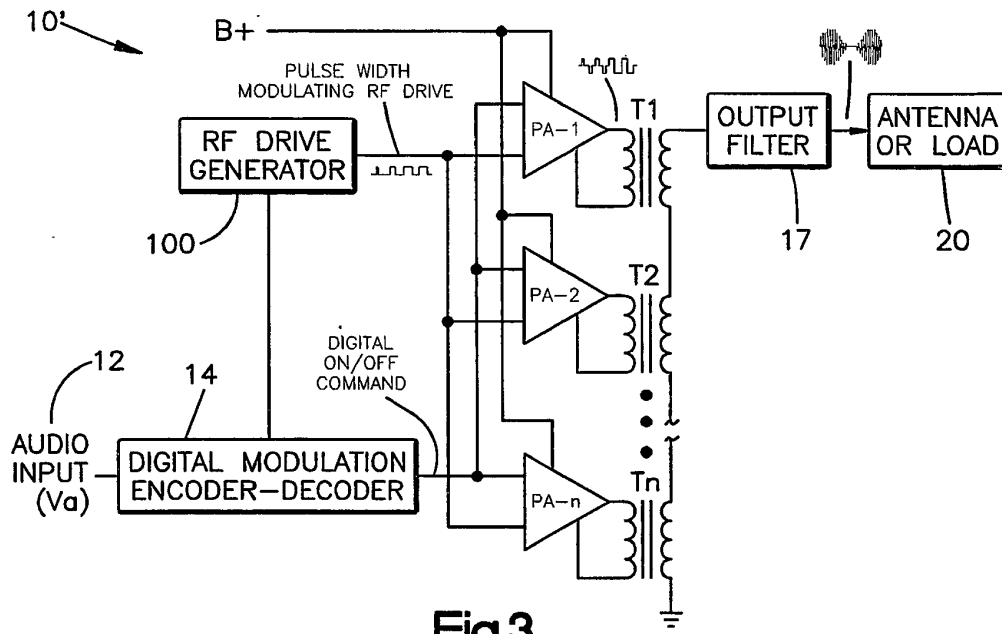 10'
B+
PULSE WIDTH
MODULATING RF DRIVE
RF DRIVE
GENERATOR
100
PA-1
T1
OUTPUT
FILTER
17
ANTENNA
OR LOAD
20
PA-2
T2
DIGITAL
ON/OFF
COMMAND
12
14
AUDIO
INPUT
(Va)
DIGITAL MODULATION
ENCODER-DECODER
PA-n
Tn
Fig.3